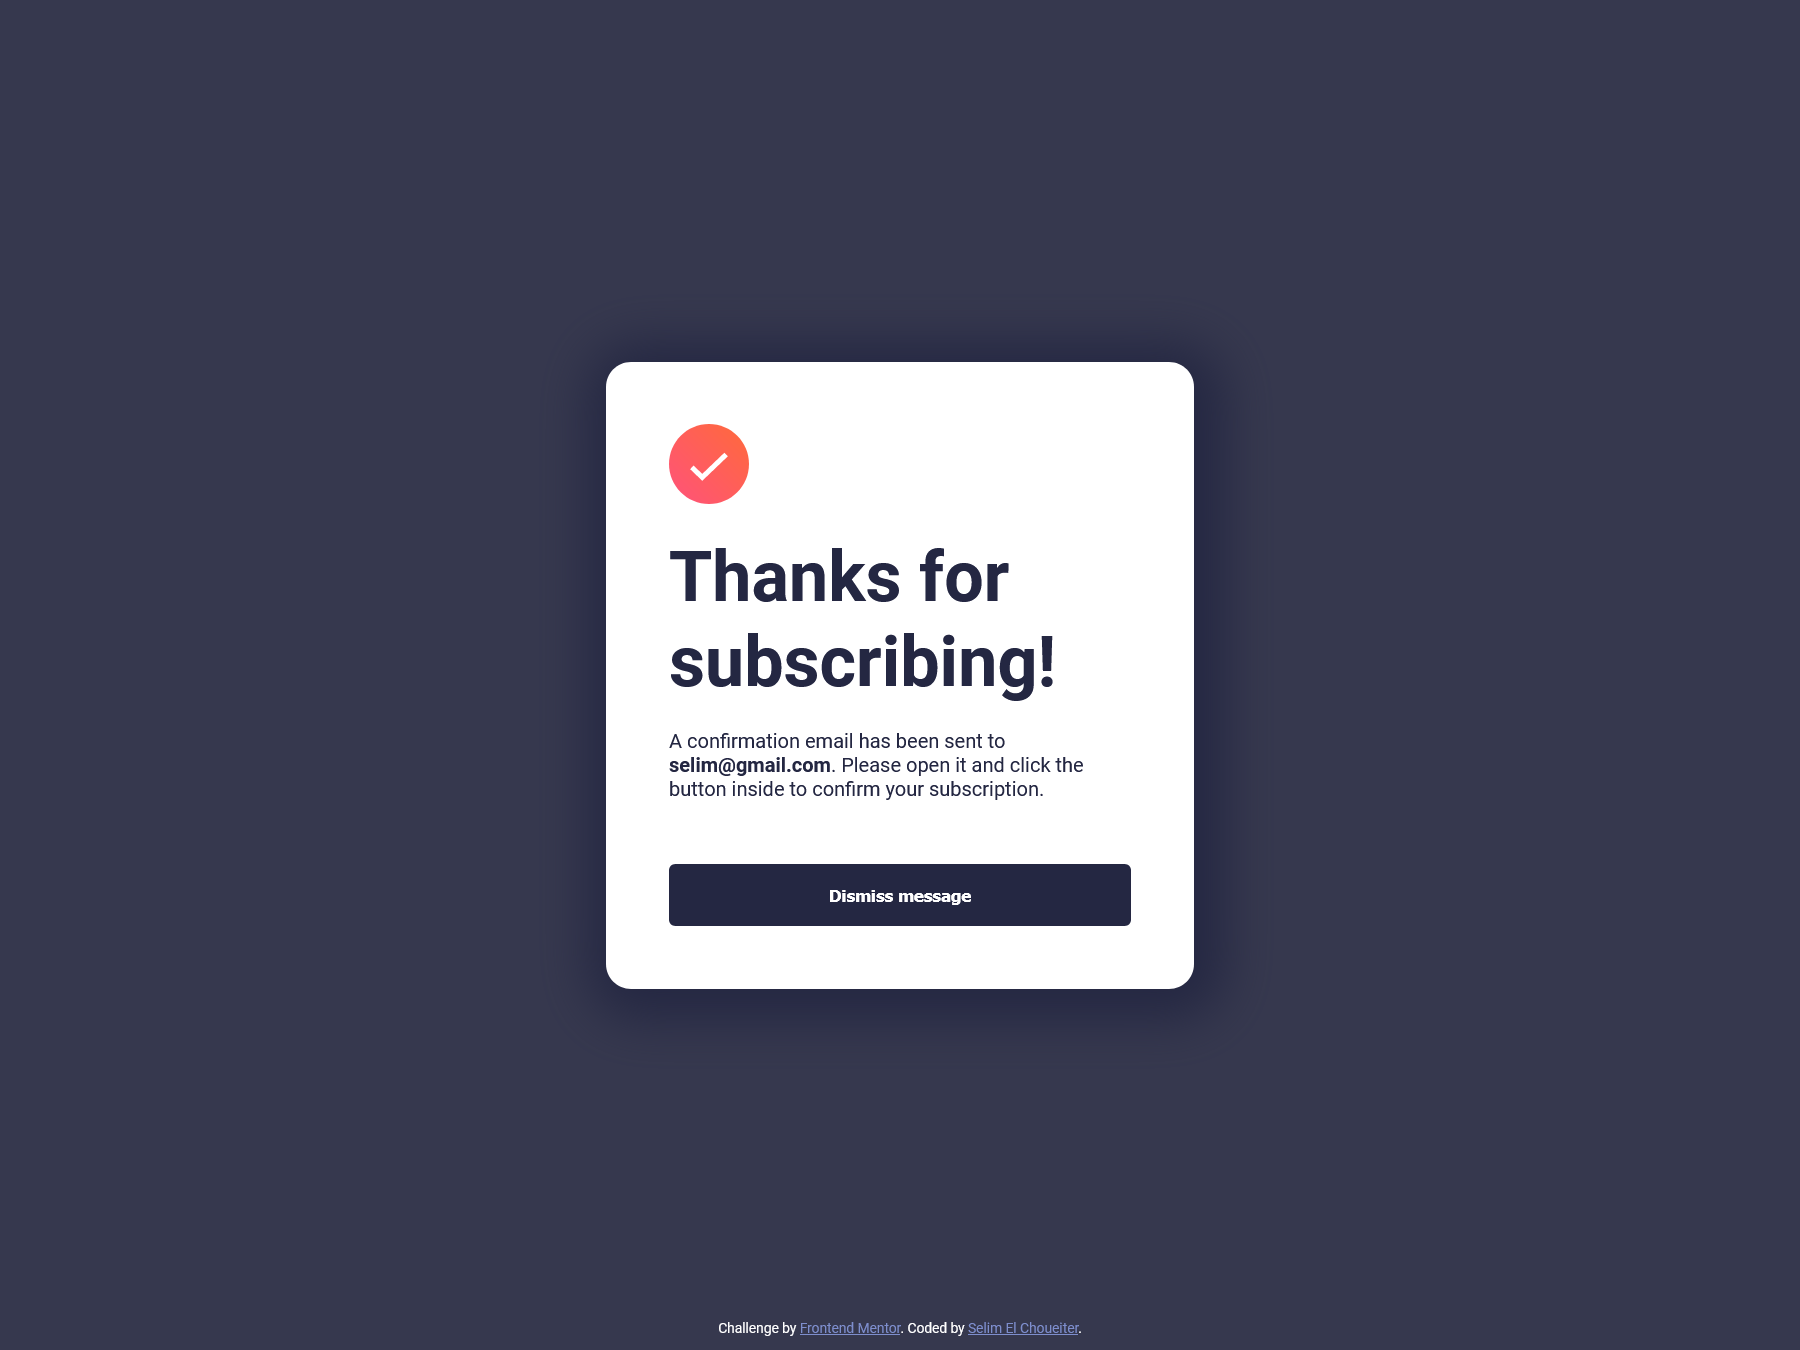 Thanks for
subscribing!
A confirmation email has been sent to
selim@gmail.com. Please open it and click the
button inside to confirm your subscription.
Dismiss message
Challenge by Frontend Mentor. Coded by Selim El Choueiter.